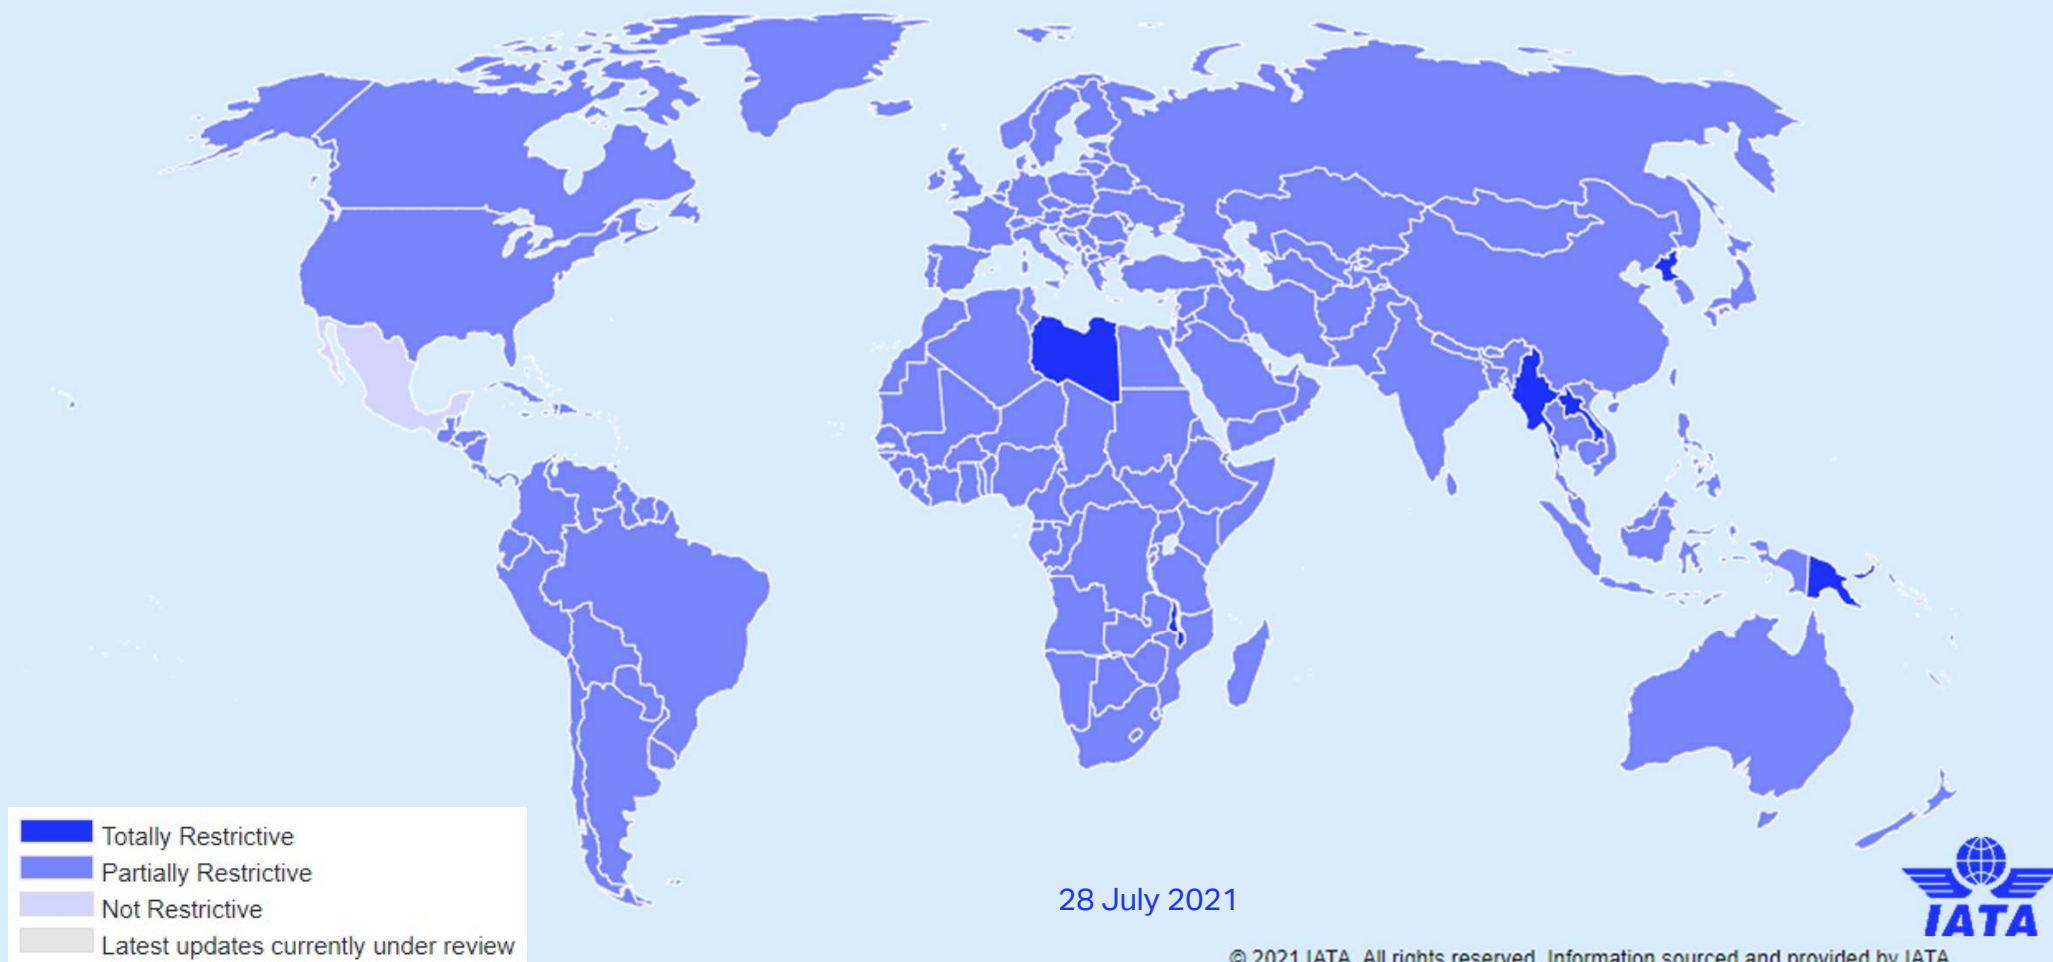 Totally Restrictive
Partially Restrictive
Not Restrictive
Latest updates currently under review
28 July 2021
IATA
© 2021 IATA. All rights reserved. Information sourced and provided by IATA